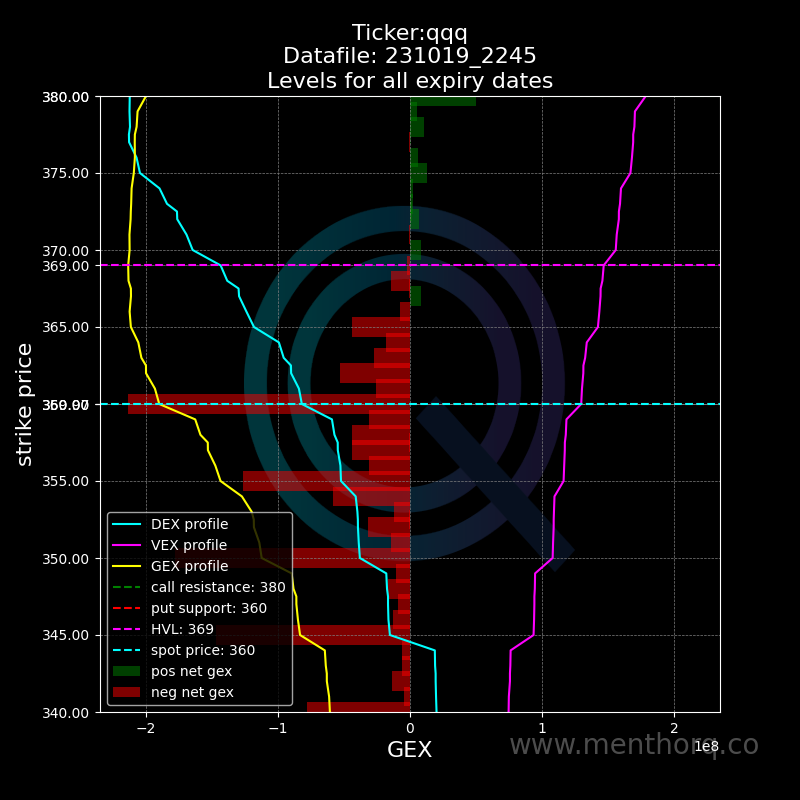 Ticker:qqq
Datafile: 231019_2245
Levels for all expiry dates
380.00
375.00
370.00
369.00
365.00
355.00
350.00
345.00
340.00
strike price
DEX profile
VEX profile
GEX profile
call resistance: 380
put support: 360
HVL: 369
spot price: 360
pos net gex
neg net gex
−2
−1
0
1
2
1e8
GEX
www.menthorq.co